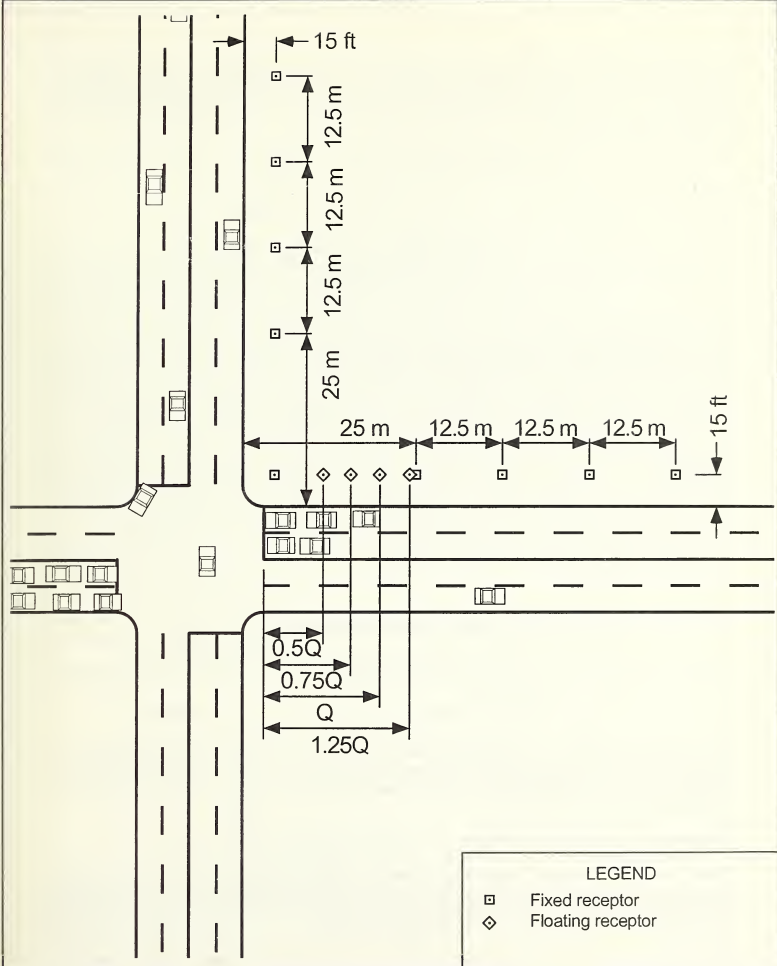 15 ft
12.5 m
12.5 m
12.5 m
25 m
25 m
12.5 m
12.5 m
12.5 m
15 ft
0.5Q
0.75Q
Q
1.25Q
LEGEND
Fixed receptor
Floating receptor